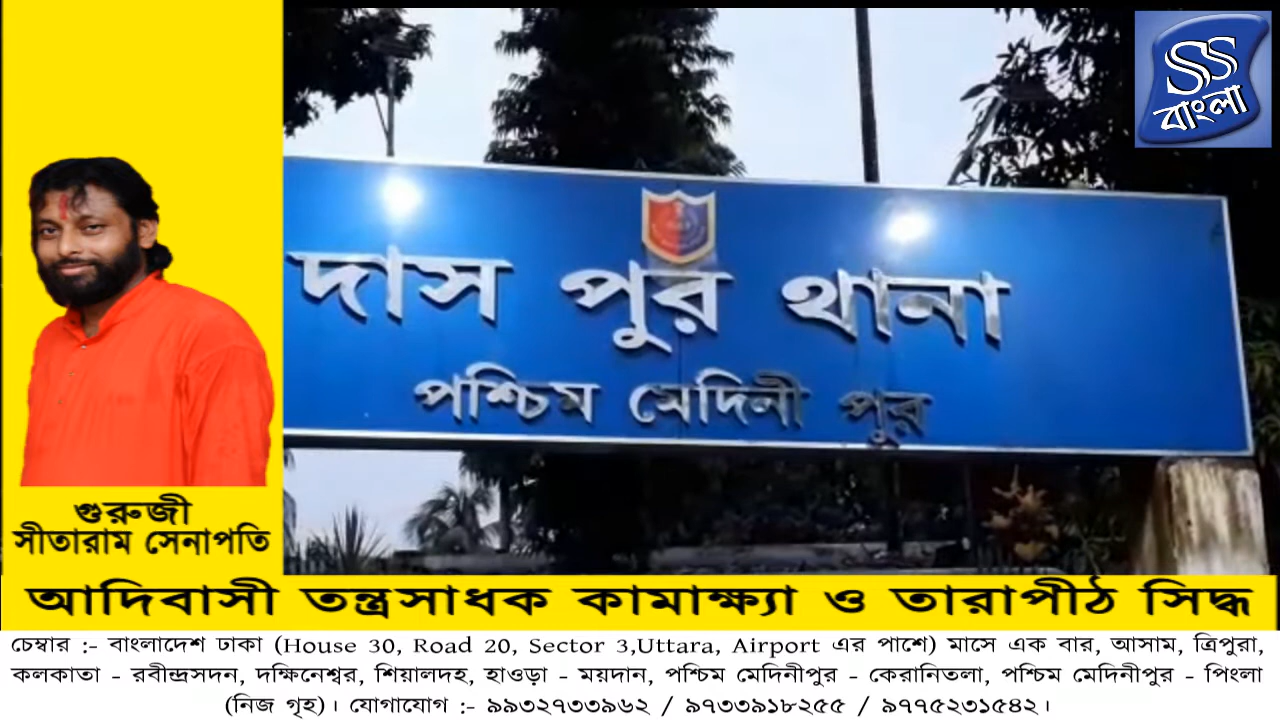 SS
বাংলা
দাস পুর থানা
পশ্চিম মেদিনী পুর
গুরুজী
সীতারাম সেনাপতি
আদিবাসী তন্ত্রসাধক কামাক্ষ্যা ও তারাপীঠ সিদ্ধ
চেম্বার :- বাংলাদেশ ঢাকা (House 30, Road 20, Sector 3,Uttara, Airport এর পাশে) মাসে এক বার, আসাম, ত্রিপুরা,
কলকাতা - রবীন্দ্রসদন, দক্ষিনেশ্বর, শিয়ালদহ, হাওড়া - ময়দান, পশ্চিম মেদিনীপুর - কেরানিতলা, পশ্চিম মেদিনীপুর - পিংলা
(নিজ গৃহ)। যোগাযোগ :- ৯৯৩২৭৩৩৯৬২ / ৯৭৩৩৯১৮২৫৫ / ৯৭৭৫২৩১৫৪২।